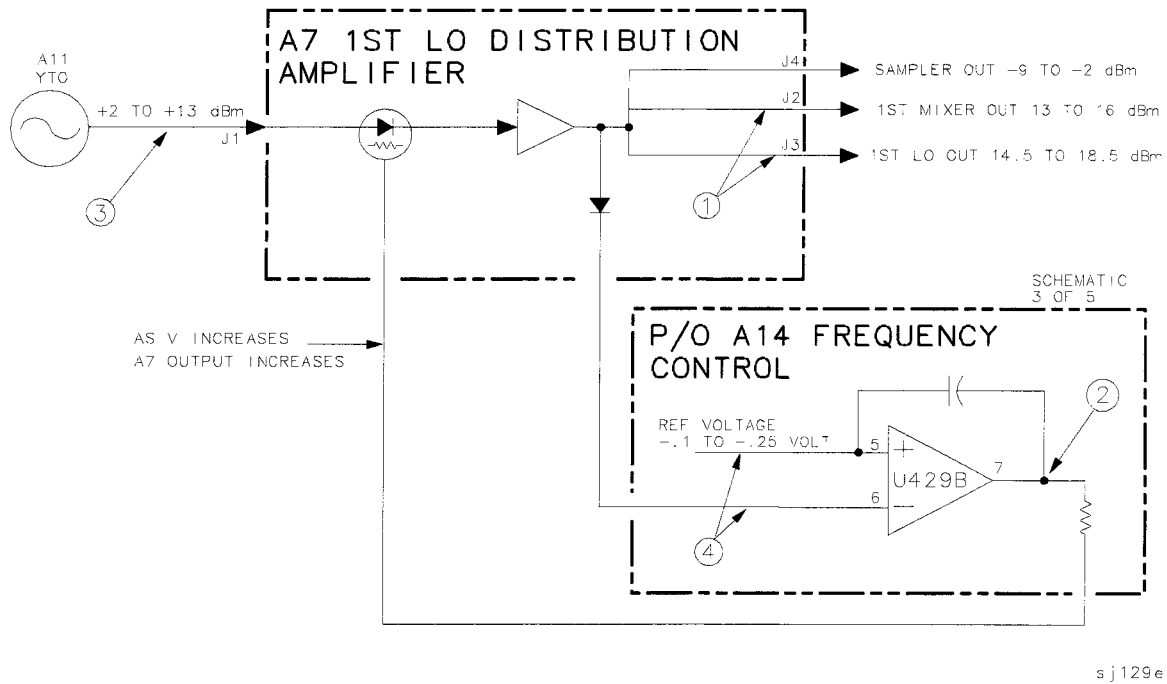 A7 1ST LO DISTRIBUTION
AMPLIFIER
A11
YTO
+2 TO +13 dBm
J1
J4
SAMPLER OUT -9 TO -2 dBm
J2
1ST MIXER OUT 13 TO 16 dBm
J3
1ST LO OUT 14.5 TO 18.5 dBm
3
1
SCHEMATIC
3 OF 5
AS V INCREASES
A7 OUTPUT INCREASES
P/O A14 FREQUENCY
CONTROL
2
REF VOLTAGE
-.1 TO -.25 VOLT
5
+
U429B
7
6
-
4
sj129e